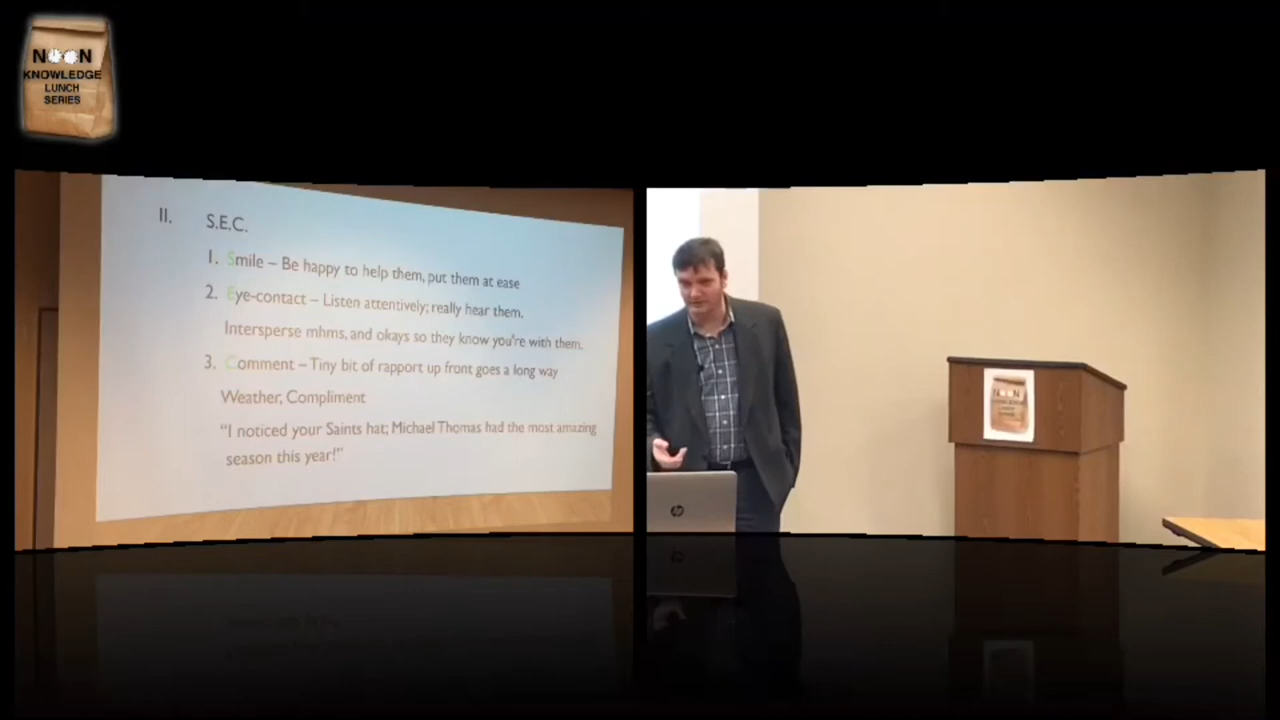 NOON
KNOWLEDGE
LUNCH
SERIES
II. S.E.C.
1. Smile – Be happy to help them, put them at ease
2. Eye-contact – Listen attentively; really hear them.
Intersperse mhms, and okays so they know you're with them.
3. Comment – Tiny bit of rapport up front goes a long way
Weather, Compliment
"I noticed your Saints hat; Michael Thomas had the most amazing
season this year!"
hp
NOON